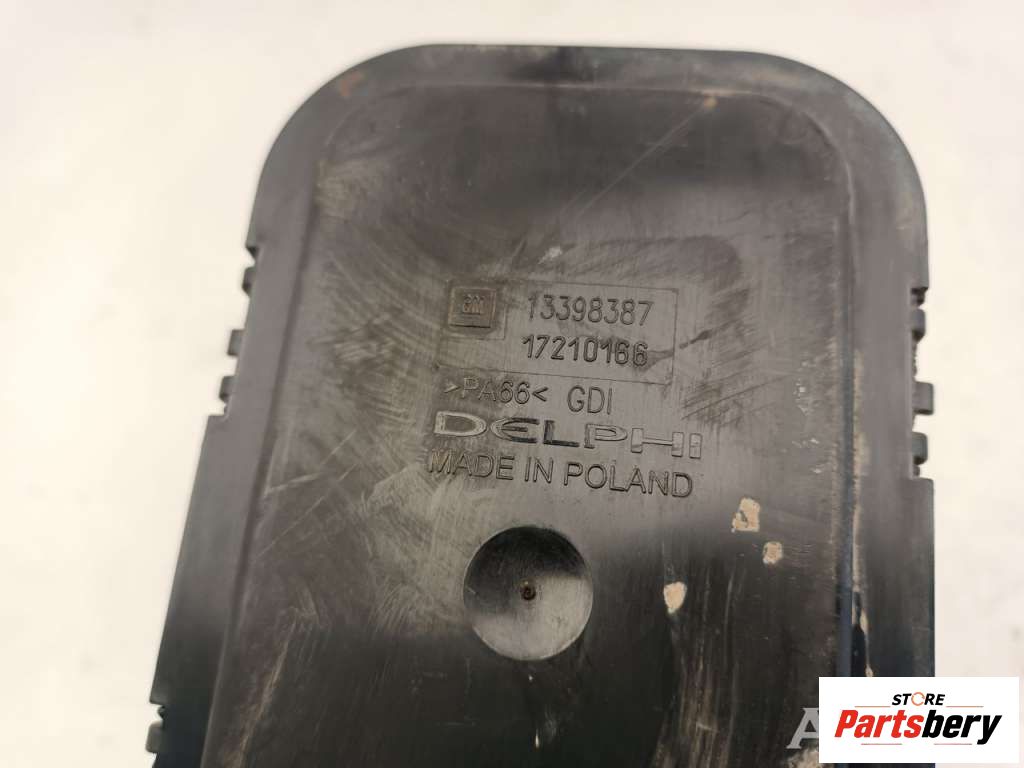 GM 13398387
17210166
>PA66< GDI
DELPHI
MADE IN POLAND
STORE
Partsbery